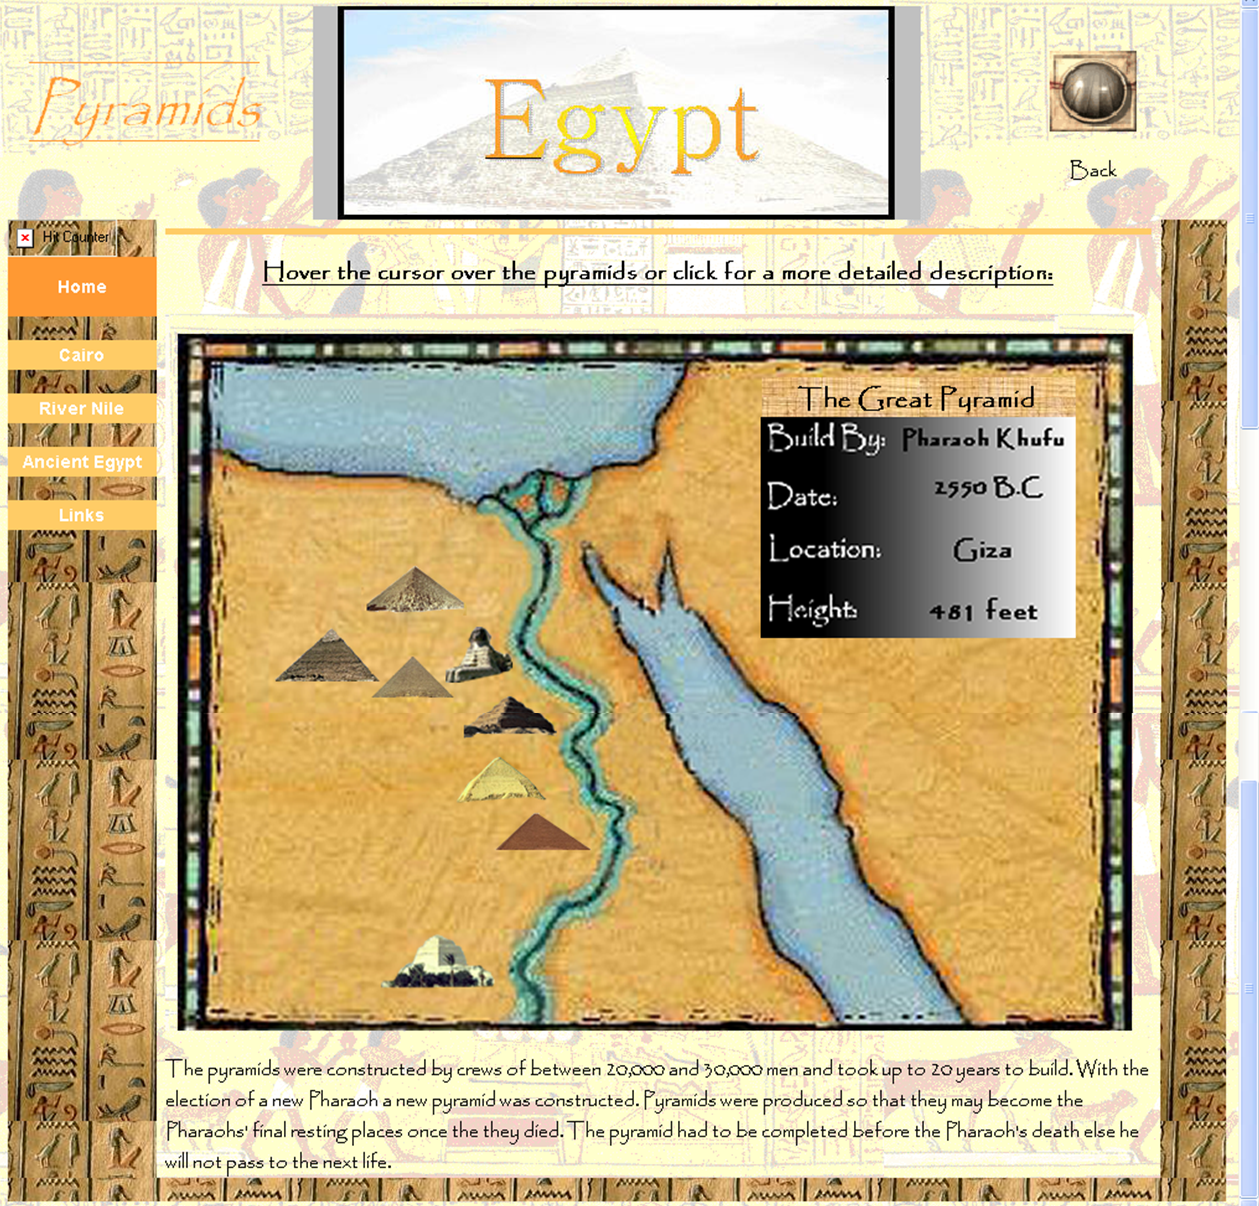 Pyramids
Egypt
Back
Hit Counter
Home
Cairo
River Nile
Ancient Egypt
Links
Hover the cursor over the pyramids or click for a more detailed description:
The Great Pyramid
Build By: Pharaoh Khufu
Date: 2550 B.C
Location: Giza
Height: 481 feet
The pyramids were constructed by crews of between 20,000 and 30,000 men and took up to 20 years to build. With the
election of a new Pharaoh a new pyramid was constructed. Pyramids were produced so that they may become the
Pharaohs' final resting places once the they died. The pyramid had to be completed before the Pharaoh's death else he
will not pass to the next life.